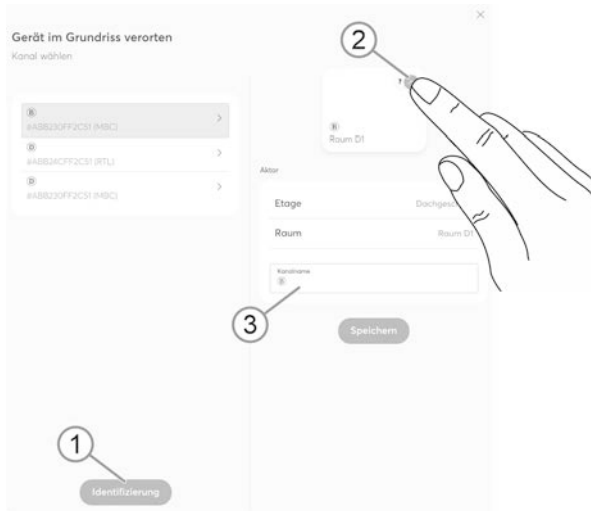 Gerät im Grundriss verorten
Kanal wählen
2
B
#ABB230FF2C51 (MBC)
D
#ABB24CFF2C51 (RTL)
D
#ABB230FF2C51 (MBC)
B
Raum D1
Aktor
Etage Dachgesc
Raum Raum D1
Kanalname
3
Speichern
1
Identifizierung